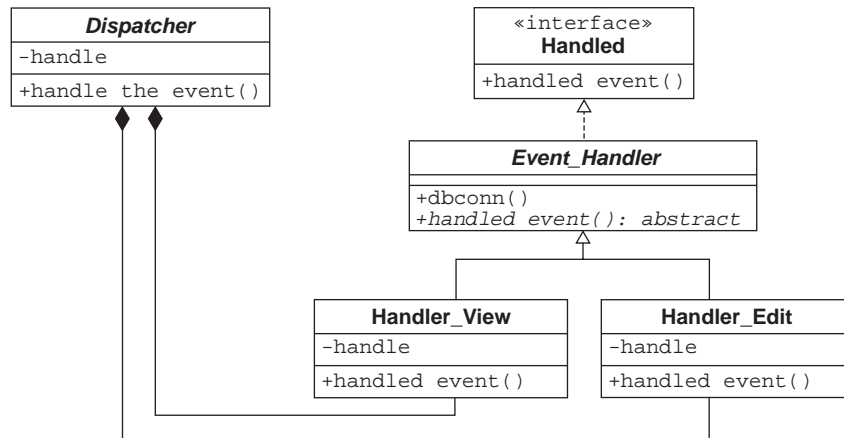 Dispatcher
-handle
+handle the event()
«interface»
Handled
+handled event()
Event_Handler
+dbconn()
+handled event(): abstract
Handler_View
-handle
+handled event()
Handler_Edit
-handle
+handled event()